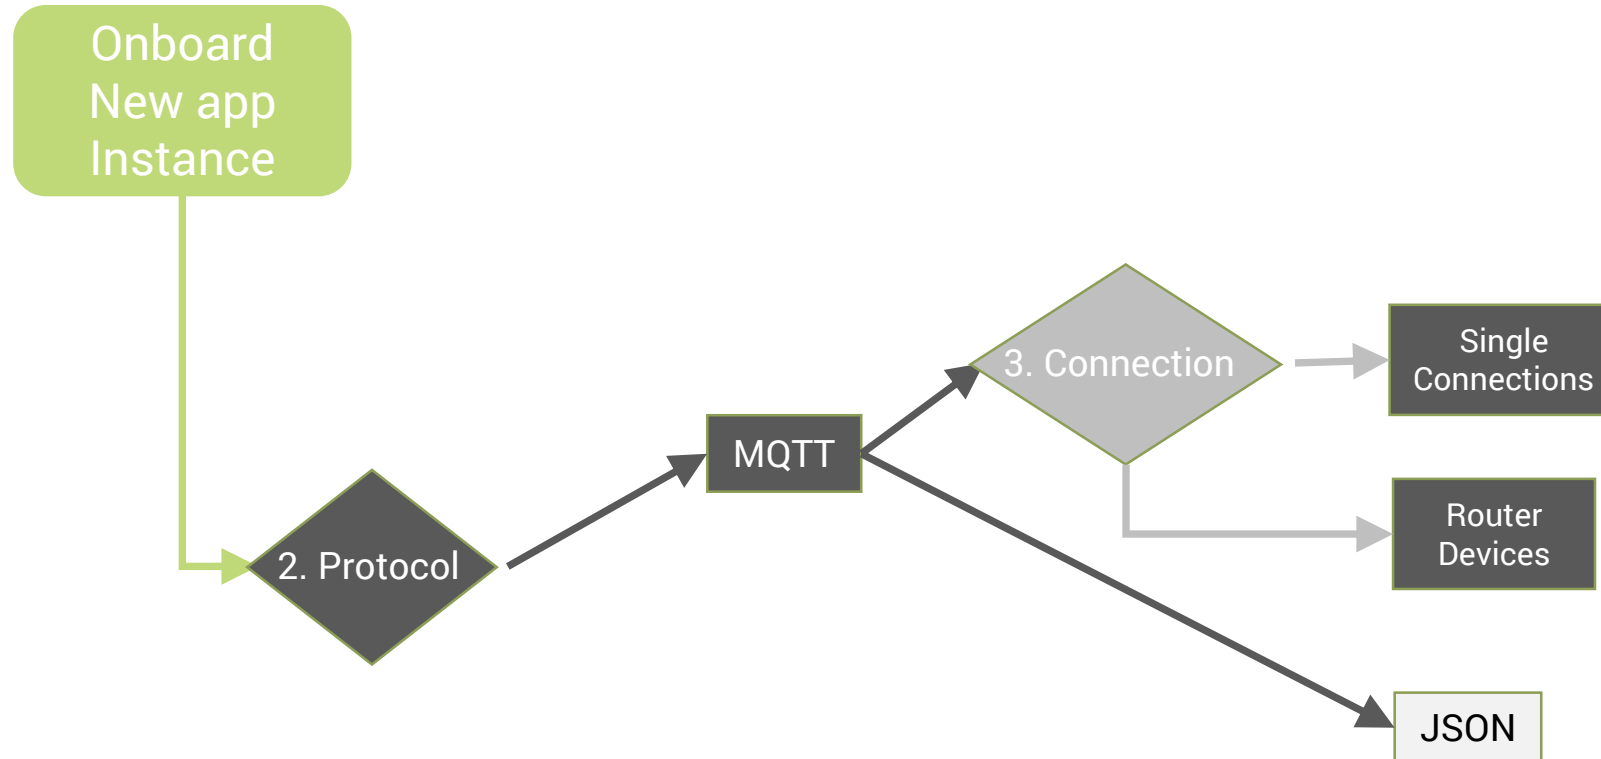 Onboard
New app
Instance
3. Connection
Single
Connections
MQTT
Router
Devices
2. Protocol
JSON